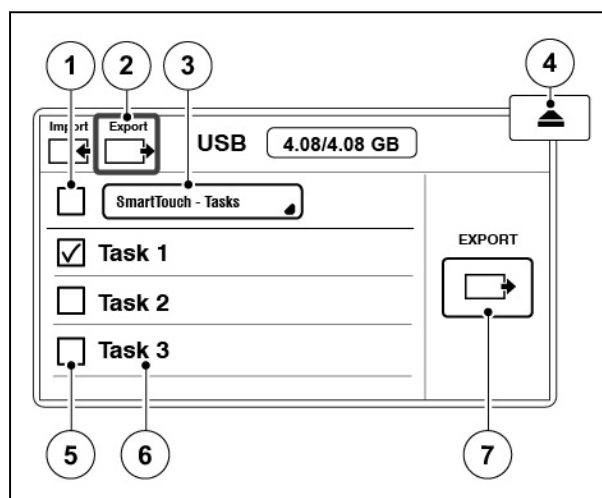 1 2 3 4
Import Export
USB 4.08/4.08 GB
SmartTouch - Tasks
EXPORT
Task 1
Task 2
Task 3
5 6 7